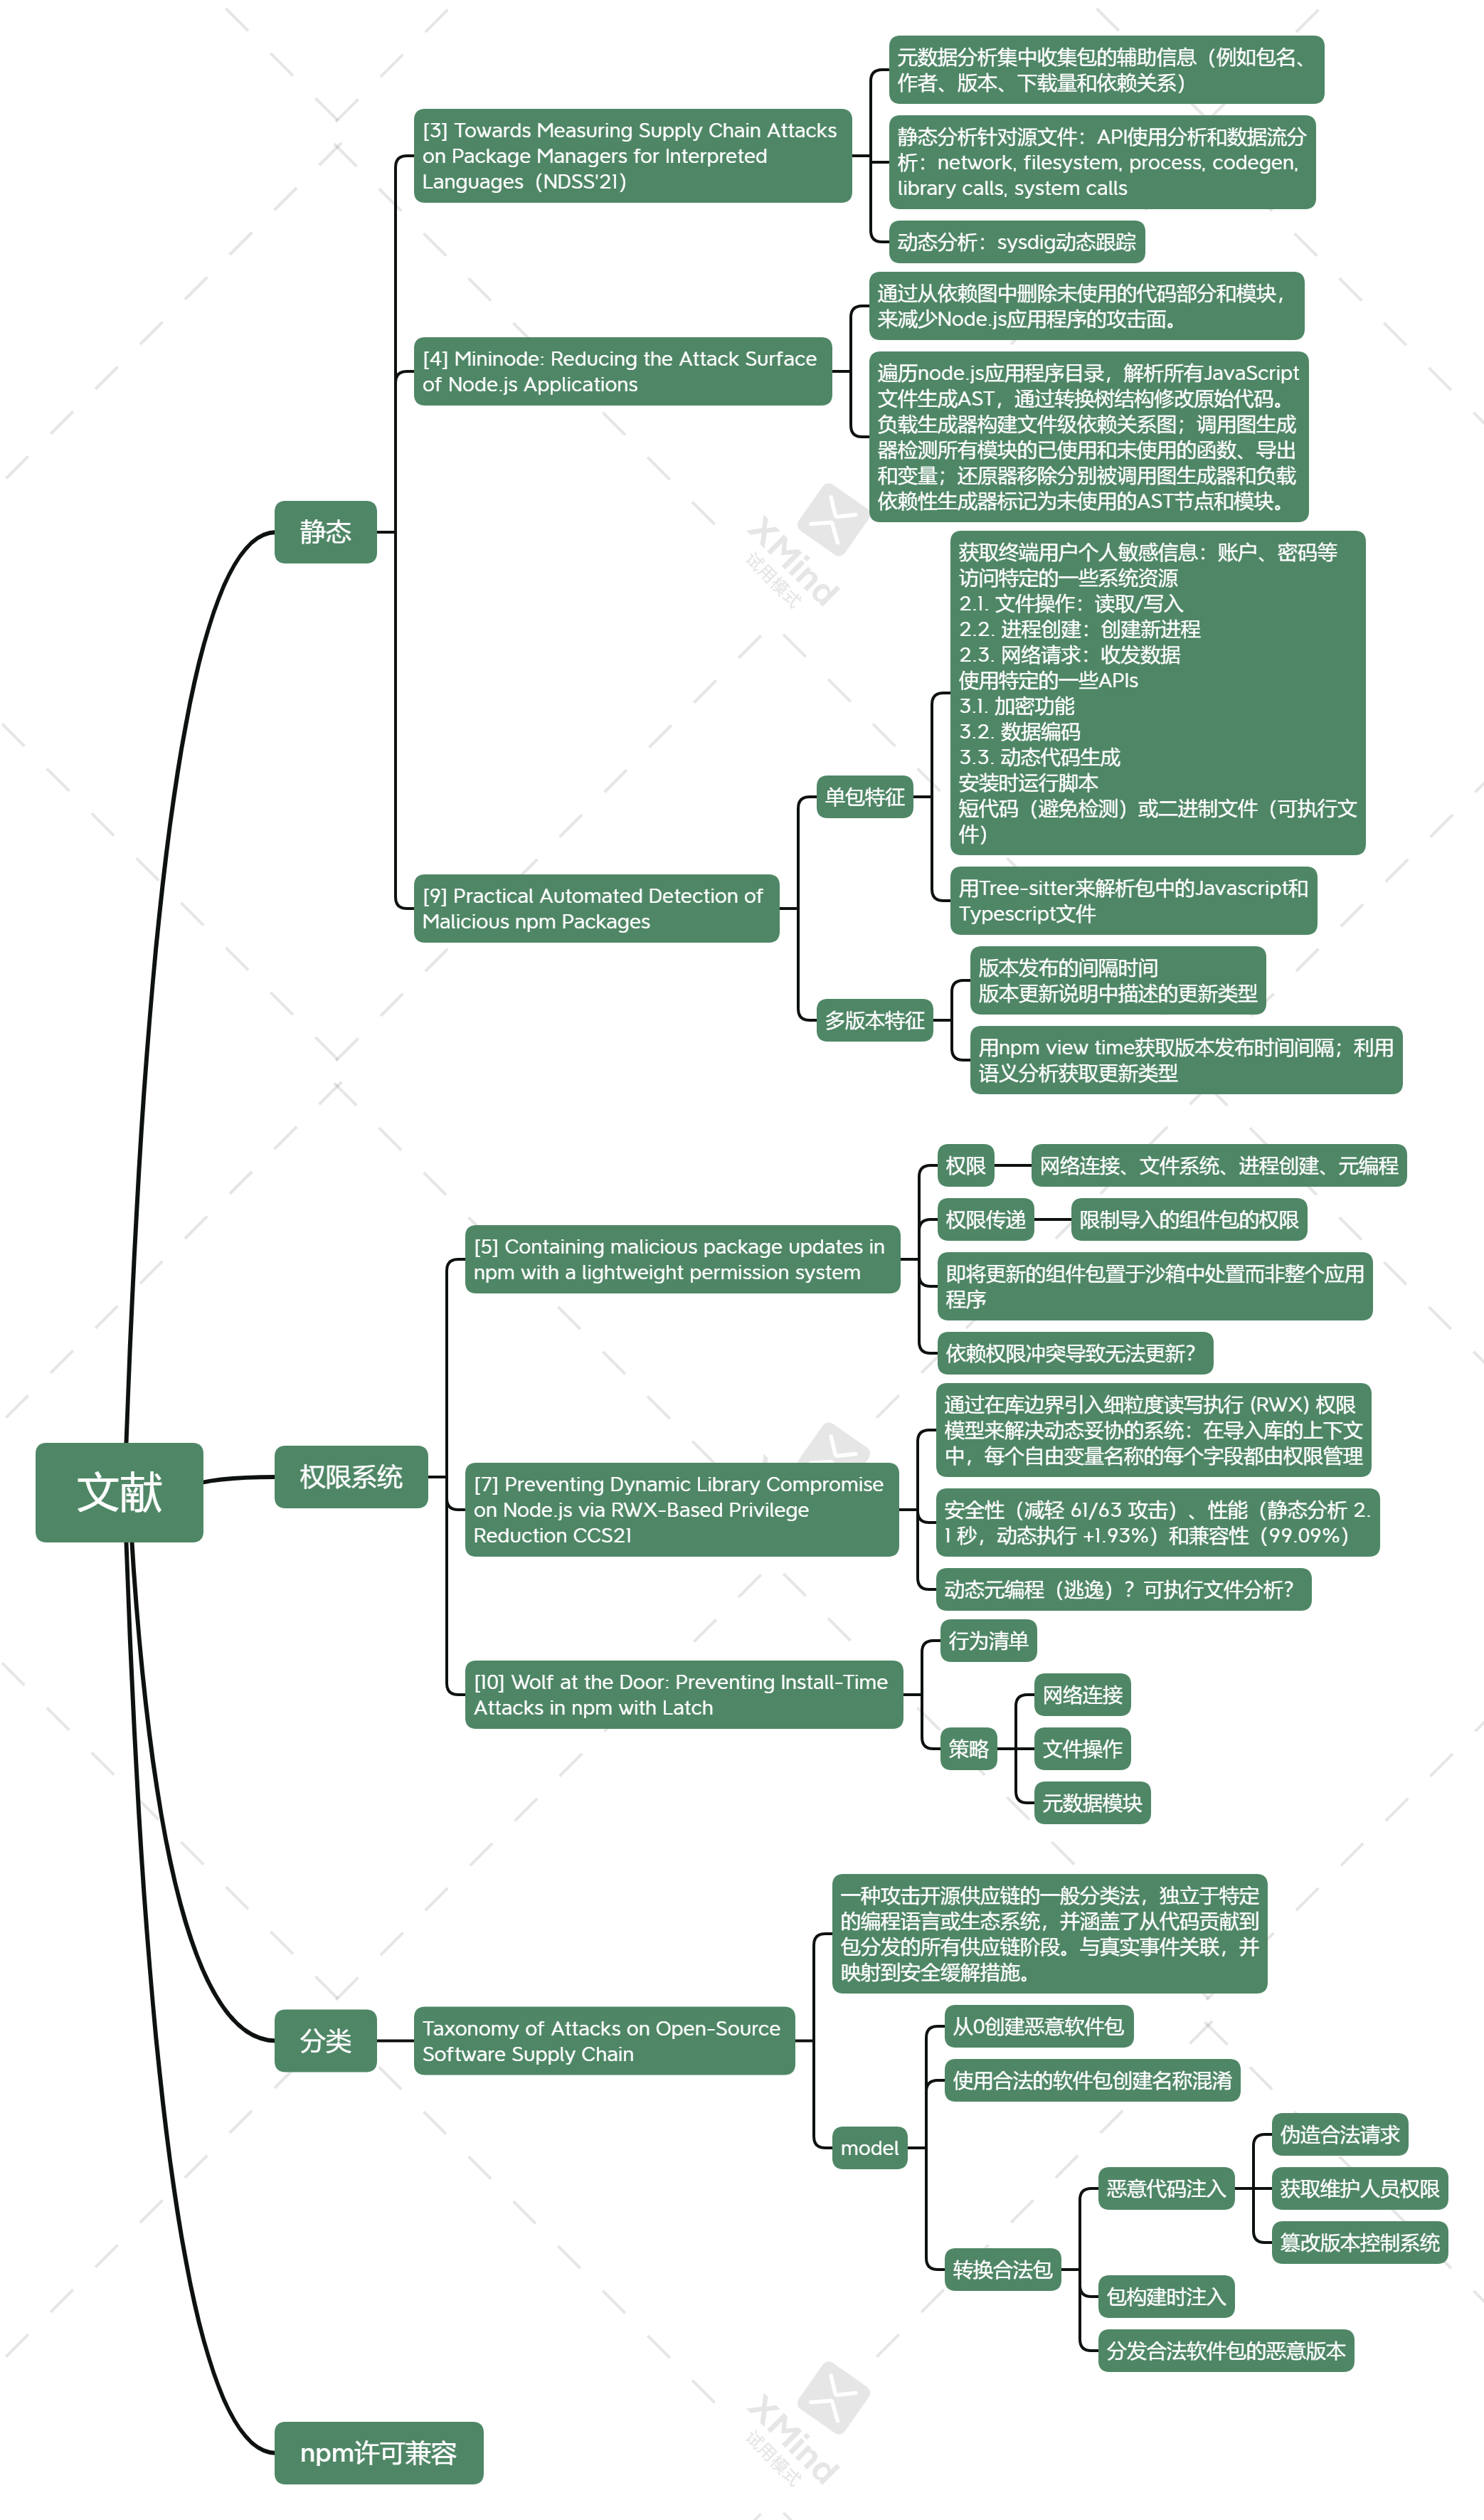 文献
静态
[3] Towards Measuring Supply Chain Attacks
on Package Managers for Interpreted
Languages（NDSS'21）
元数据分析集中收集包的辅助信息（例如包名、
作者、版本、下载量和依赖关系）
静态分析针对源文件：API使用分析和数据流分
析：network, filesystem, process, codegen,
library calls, system calls
动态分析：sysdig动态跟踪
[4] Mininode: Reducing the Attack Surface
of Node.js Applications
通过从依赖图中删除未使用的代码部分和模块，
来减少Node.js应用程序的攻击面。
遍历node.js应用程序目录，解析所有JavaScript
文件生成AST，通过转换树结构修改原始代码。
负载生成器构建文件级依赖关系图；调用图生成
器检测所有模块的已使用和未使用的函数、导出
和变量；还原器移除分别被调用图生成器和负载
依赖性生成器标记为未使用的AST节点和模块。
[9] Practical Automated Detection of
Malicious npm Packages
单包特征
获取终端用户个人敏感信息：账户、密码等
访问特定的一些系统资源
2.1. 文件操作：读取/写入
2.2. 进程创建：创建新进程
2.3. 网络请求：收发数据
使用特定的一些APIs
3.1. 加密功能
3.2. 数据编码
3.3. 动态代码生成
安装时运行脚本
短代码（避免检测）或二进制文件（可执行文
件）
用Tree-sitter来解析包中的Javascript和
Typescript文件
多版本特征
版本发布的间隔时间
版本更新说明中描述的更新类型
用npm view time获取版本发布时间间隔；利用
语义分析获取更新类型
权限系统
[5] Containing malicious package updates in
npm with a lightweight permission system
权限
网络连接、文件系统、进程创建、元编程
权限传递
限制导入的组件包的权限
即将更新的组件包置于沙箱中处置而非整个应用
程序
依赖权限冲突导致无法更新？
[7] Preventing Dynamic Library Compromise
on Node.js via RWX-Based Privilege
Reduction CCS21
通过在库边界引入细粒度读写执行 (RWX) 权限
模型来解决动态妥协的系统：在导入库的上下文
中，每个自由变量名称的每个字段都由权限管理
安全性（减轻 61/63 攻击）、性能（静态分析 2.
1 秒，动态执行 +1.93%）和兼容性（99.09%）
动态元编程（逃逸）？可执行文件分析？
[10] Wolf at the Door: Preventing Install-Time
Attacks in npm with Latch
行为清单
策略
网络连接
文件操作
元数据模块
分类
Taxonomy of Attacks on Open-Source
Software Supply Chain
一种攻击开源供应链的一般分类法，独立于特定
的编程语言或生态系统，并涵盖了从代码贡献到
包分发的所有供应链阶段。与真实事件关联，并
映射到安全缓解措施。
model
从0创建恶意软件包
使用合法的软件包创建名称混淆
转换合法包
恶意代码注入
伪造合法请求
获取维护人员权限
篡改版本控制系统
包构建时注入
分发合法软件包的恶意版本
npm许可兼容
XMind
试用模式
XMind
试用模式